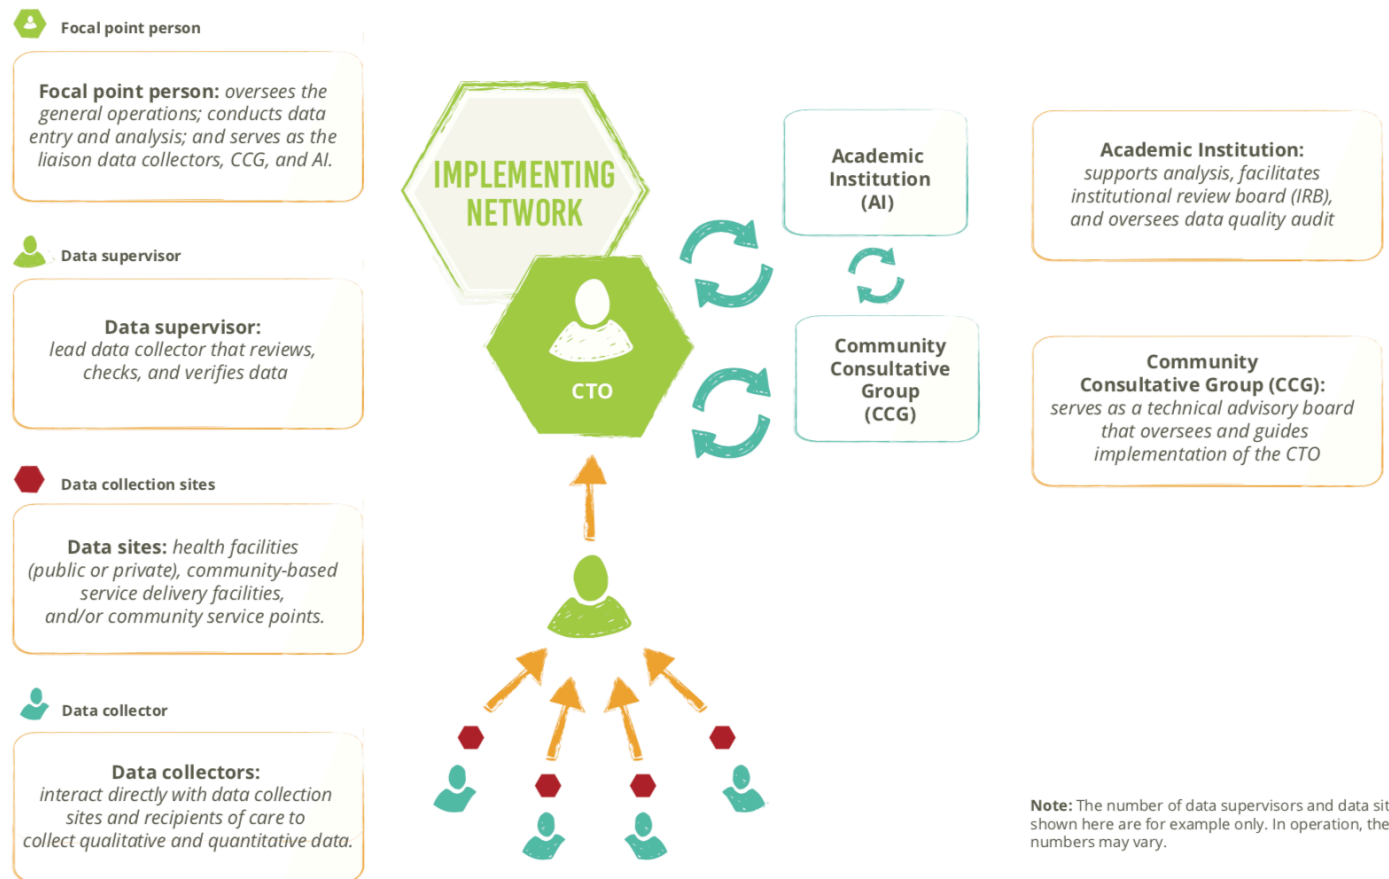 Focal point person
Focal point person: oversees the
general operations; conducts data
entry and analysis; and serves as the
liaison data collectors, CCG, and AI.
Data supervisor
Data supervisor:
lead data collector that reviews,
checks, and verifies data
Data collection sites
Data sites: health facilities
(public or private), community-based
service delivery facilities,
and/or community service points.
Data collector
Data collectors:
interact directly with data collection
sites and recipients of care to
collect qualitative and quantitative data.
IMPLEMENTING
NETWORK
CTO
Academic
Institution
(AI)
Community
Consultative
Group
(CCG)
Academic Institution:
supports analysis, facilitates
institutional review board (IRB),
and oversees data quality audit
Community
Consultative Group (CCG):
serves as a technical advisory board
that oversees and guides
implementation of the CTO
Note: The number of data supervisors and data sit
shown here are for example only. In operation, the
numbers may vary.